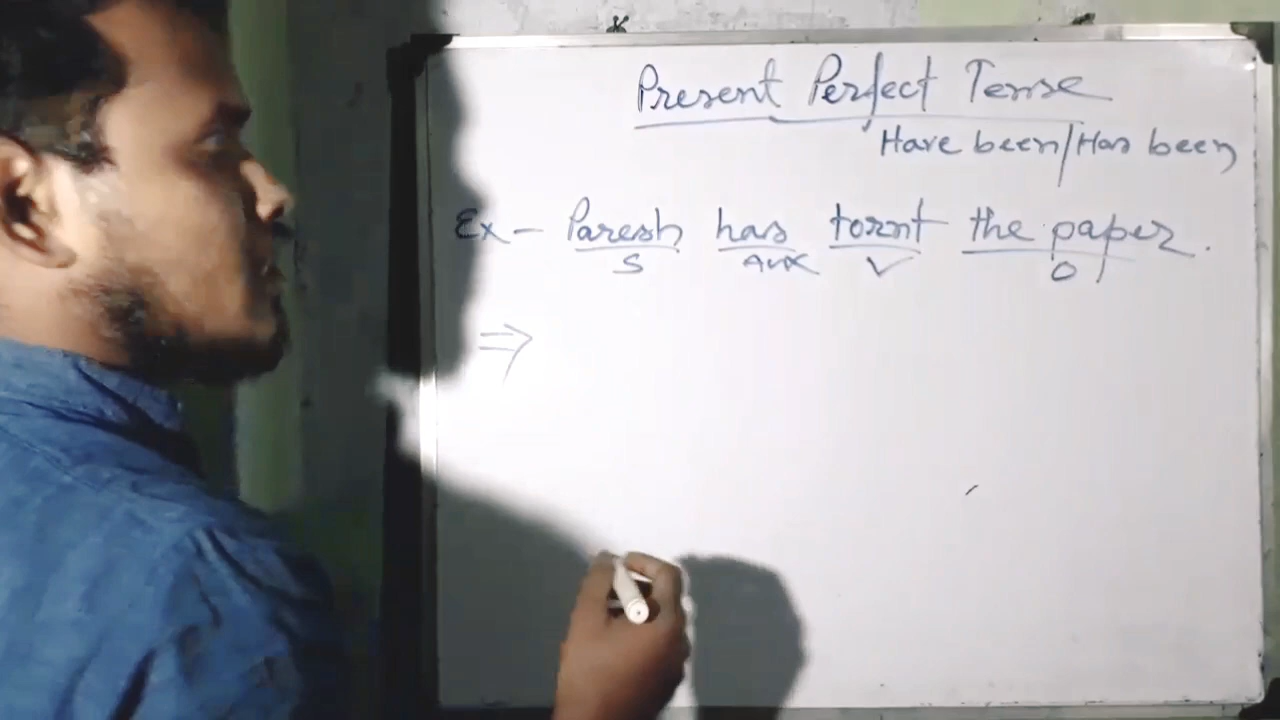 Present Perfect Tense
Have been/Has been
Ex- Paresh has tornt the paper.
S Aux V O
⇒